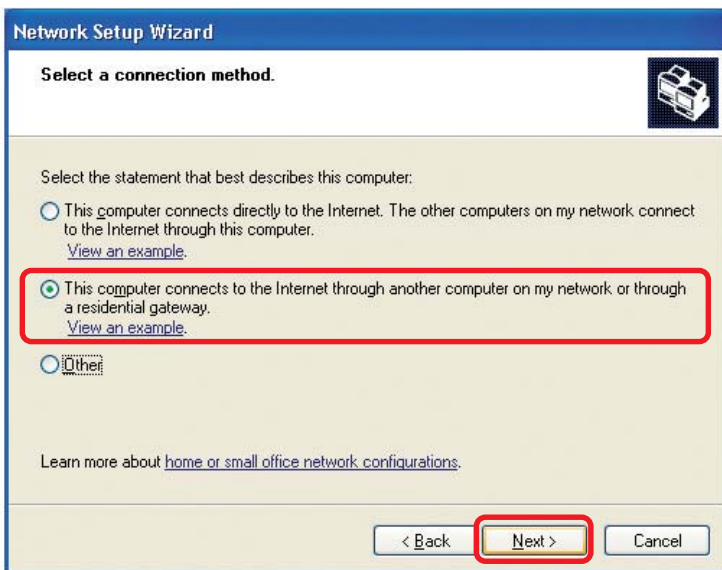 Network Setup Wizard
Select a connection method.
Select the statement that best describes this computer:
This computer connects directly to the Internet. The other computers on my network connect
to the Internet through this computer.
View an example.
This computer connects to the Internet through another computer on my network or through
a residential gateway.
View an example.
Other
Learn more about home or small office network configurations.
< Back Next > Cancel